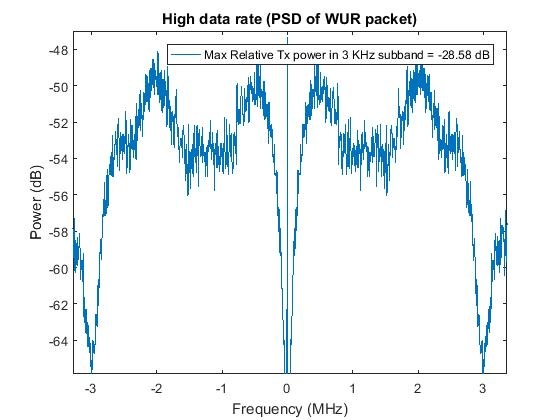 High data rate (PSD of WUR packet)
Max Relative Tx power in 3 KHz subband = -28.58 dB
Power (dB)
-48
-50
-52
-54
-56
-58
-60
-62
-64
-3 -2 -1 0 1 2 3
Frequency (MHz)